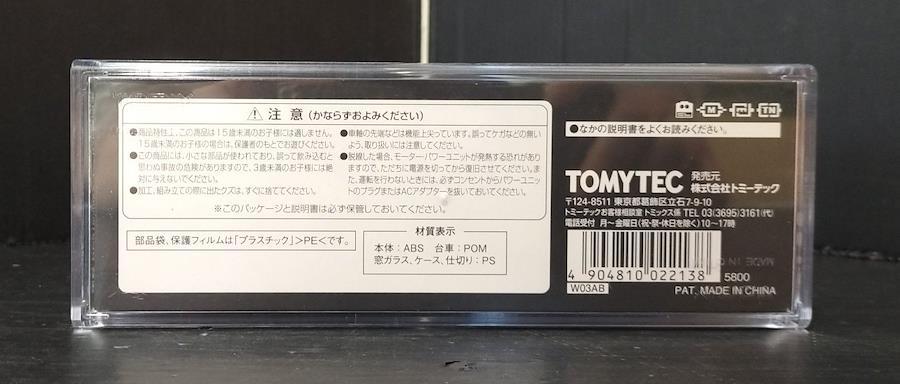 ⚠ 注意 (かならずおよみください)
●商品特性上、この商品は15歳未満のお子様には適しません。
15歳未満のお子様の場合は、保護者のもとでお遊びください。
●この商品には、小さな部品が使われており、誤って飲み込むと
思わぬ事故の危険がありますので、3歳未満のお子様には絶
対に与えないでください。
●加工、組み立ての際に出たクズは、すぐに捨ててください。
●車軸の先端などは機能上尖っています。誤ってケガなどの無い
よう、取り扱いには注意してください。
●脱線した場合、モーター・パワーユニットが発熱する恐れがあり
ますので、ただちに電源を切ってから復旧させてください。ま
た、運転を行わないときには、必ずコンセントからパワーユニット
のプラグまたはACアダプターを抜いておいてください。
※このパッケージと説明書は必ず保管しておいてください。
部品袋、保護フィルムは「プラスチック」>PE<です。
材質表示
本体:ABS 台車:POM
窓ガラス、ケース、仕切り:PS
M
TN
●なかの説明書をよくお読みください。
TOMYTEC 発売元
株式会社トミーテック
〒124-8511 東京都葛飾区立石7-9-10
トミーテックお客様相談室 トミックス係 TEL 03(3695)3161(代)
電話受付 月〜金曜日(祝・祭・休日を除く)10〜17時
4 904810 022138
5800
W03AB
PAT. MADE IN CHINA